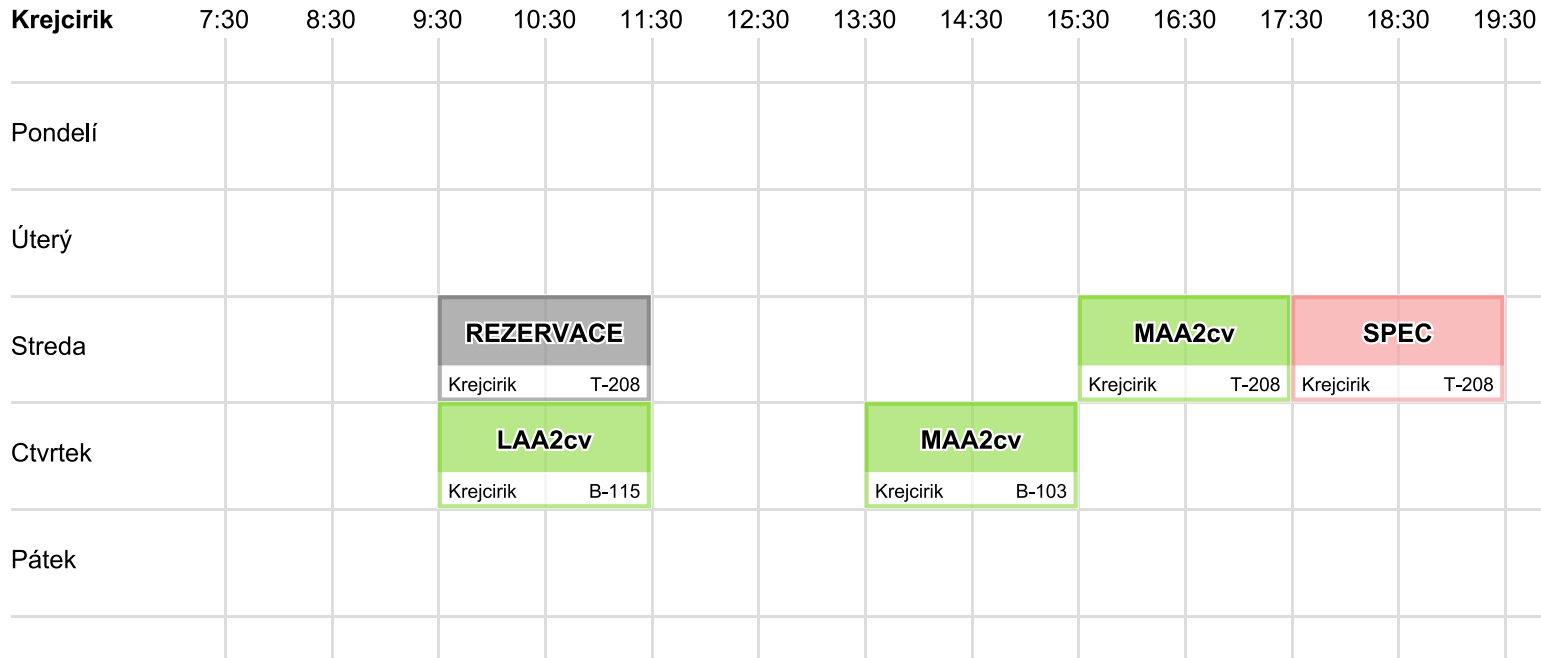 Krejcirik 7:30 8:30 9:30 10:30 11:30 12:30 13:30 14:30 15:30 16:30 17:30 18:30 19:30
Pondelí
Úterý
Streda
REZERVACE MAA2cv SPEC
Krejcirik T-208 Krejcirik T-208 Krejcirik T-208
Ctvrtek
LAA2cv MAA2cv
Krejcirik B-115 Krejcirik B-103
Pátek